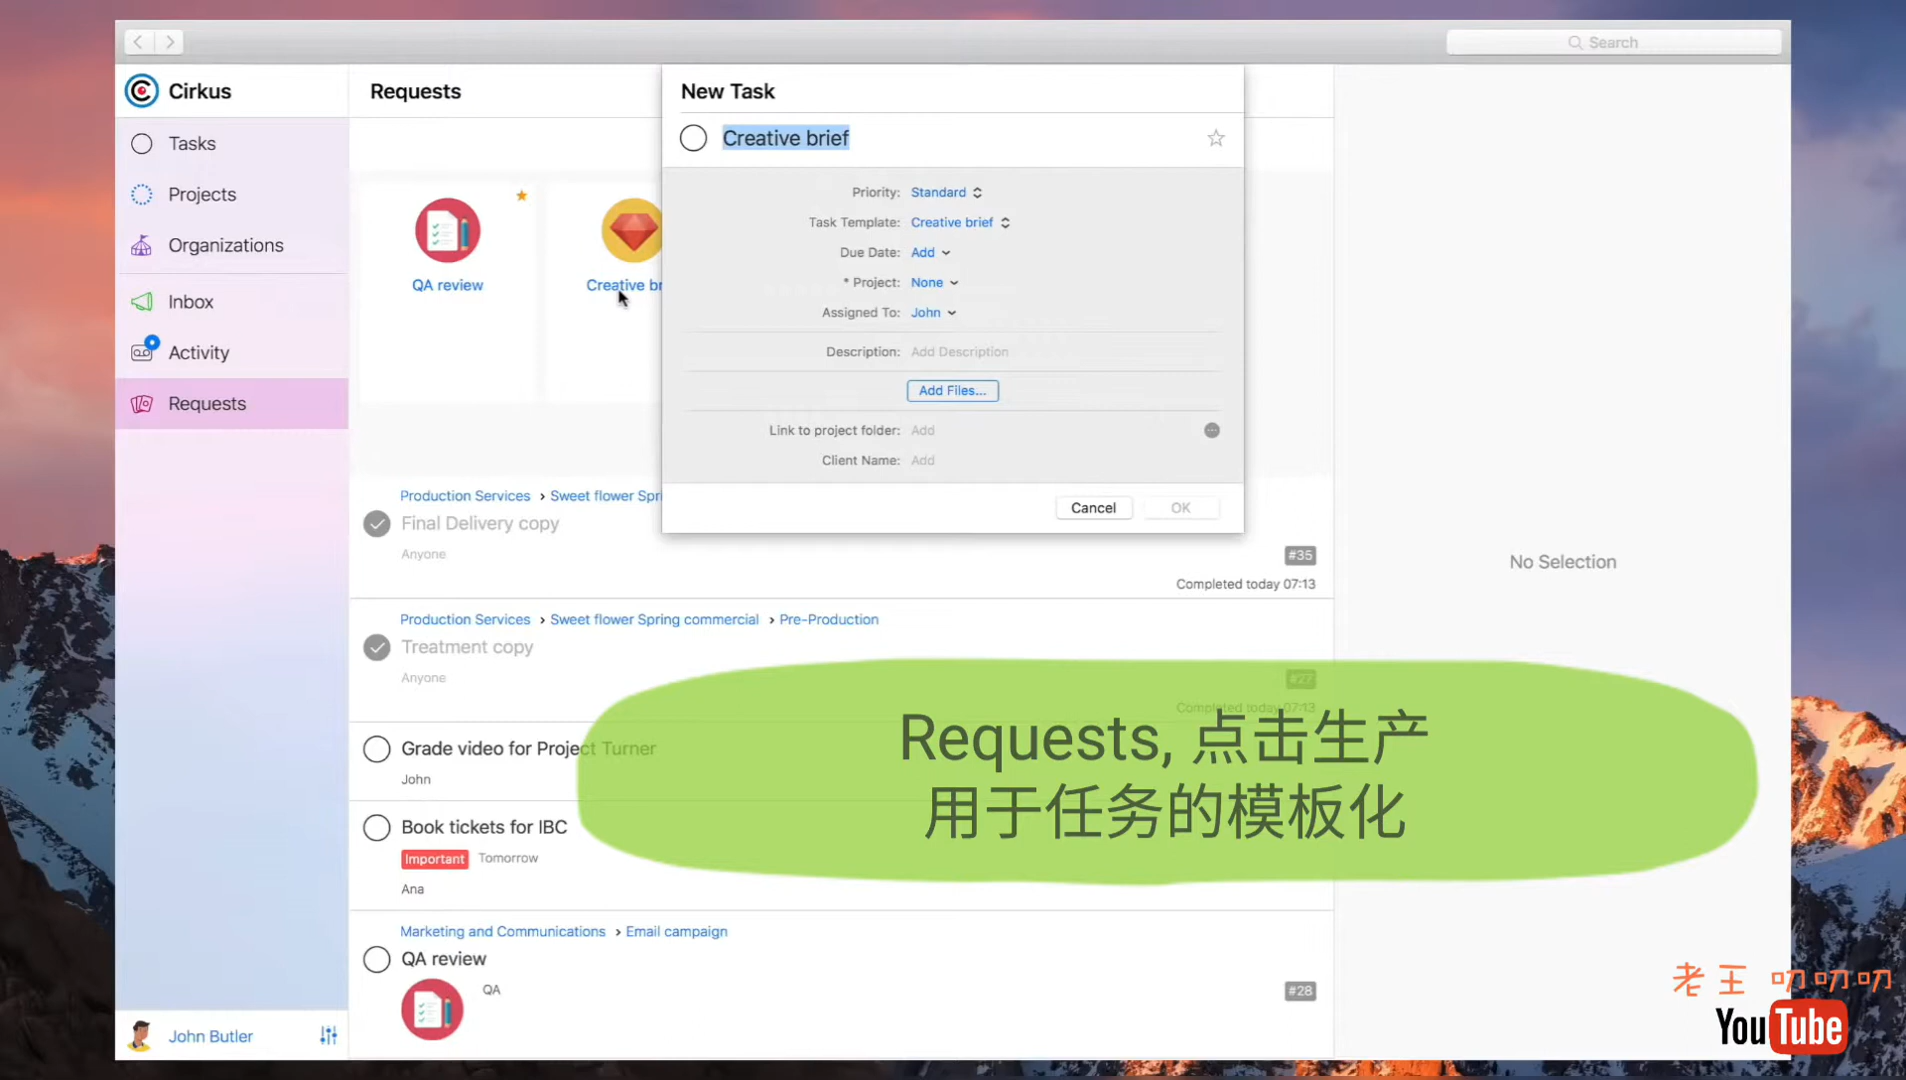 Search
Cirkus
Tasks
Projects
Organizations
Inbox
Activity
Requests
John Butler
Requests
QA review
Creative br
New Task
Creative brief
Priority: Standard
Task Template: Creative brief
Due Date: Add
* Project: None
Assigned To: John
Description: Add Description
Add Files...
Link to project folder: Add
Client Name: Add
Cancel
OK
Production Services › Sweet flower Spri
Final Delivery copy
Anyone
#35
Completed today 07:13
Production Services › Sweet flower Spring commercial › Pre-Production
Treatment copy
Anyone
#27
Completed today 07:13
Grade video for Project Turner
John
Book tickets for IBC
Important Tomorrow
Ana
Marketing and Communications › Email campaign
QA review
QA
#28
No Selection
Requests, 点击生产
用于任务的模板化
老王 叨叨叨
YouTube